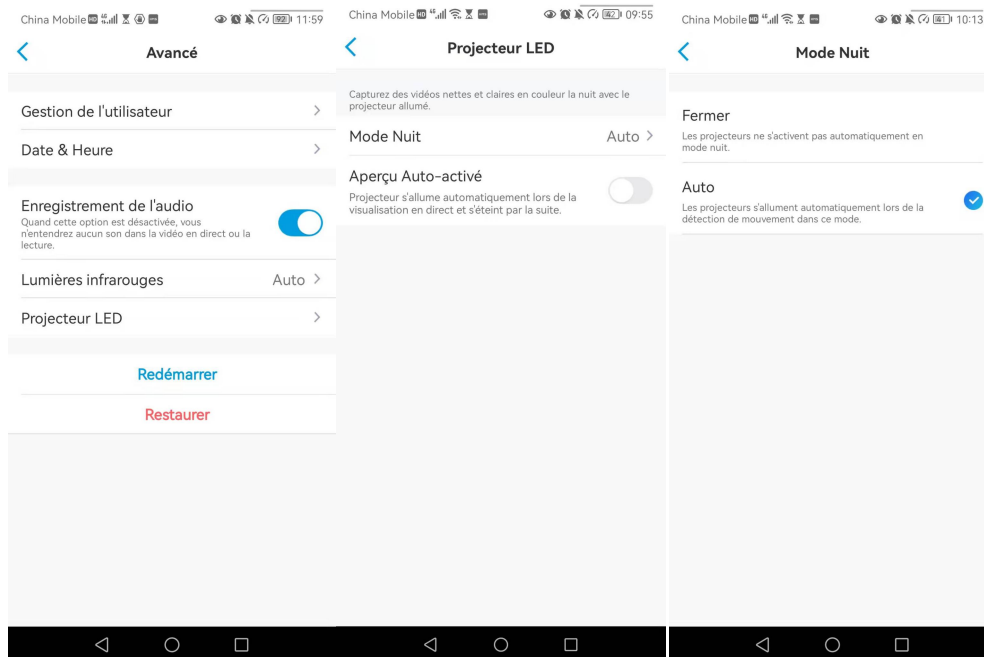 China Mobile HD 11:59
Avancé
Gestion de l'utilisateur
Date & Heure
Enregistrement de l'audio
Quand cette option est désactivée, vous
n'entendrez aucun son dans la vidéo en direct ou la
lecture.
Lumières infrarouges Auto
Projecteur LED
Redémarrer
Restaurer
China Mobile HD 42 09:55
Projecteur LED
Capturez des vidéos nettes et claires en couleur la nuit avec le
projecteur allumé.
Mode Nuit Auto
Aperçu Auto-activé
Projecteur s'allume automatiquement lors de la
visualisation en direct et s'éteint par la suite.
China Mobile HD 41 10:13
Mode Nuit
Fermer
Les projecteurs ne s'activent pas automatiquement en
mode nuit.
Auto
Les projecteurs s'allument automatiquement lors de la
détection de mouvement dans ce mode.